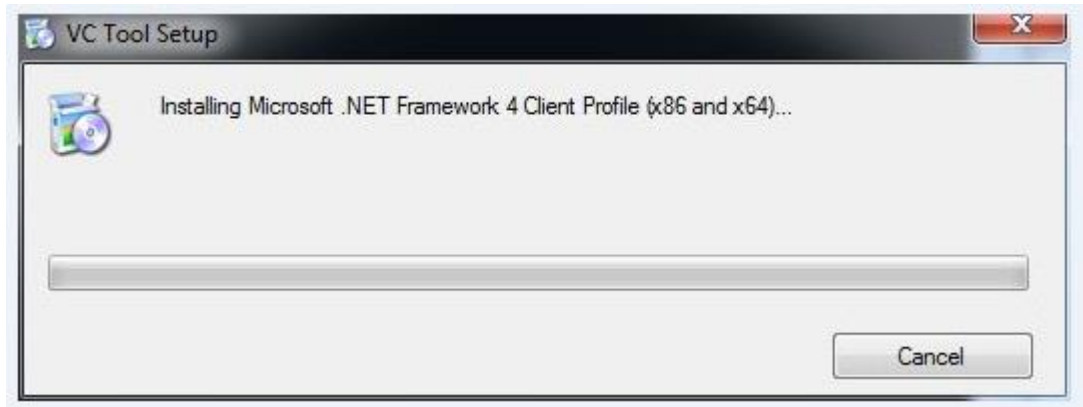 VC Tool Setup
Installing Microsoft .NET Framework 4 Client Profile (x86 and x64)...
Cancel